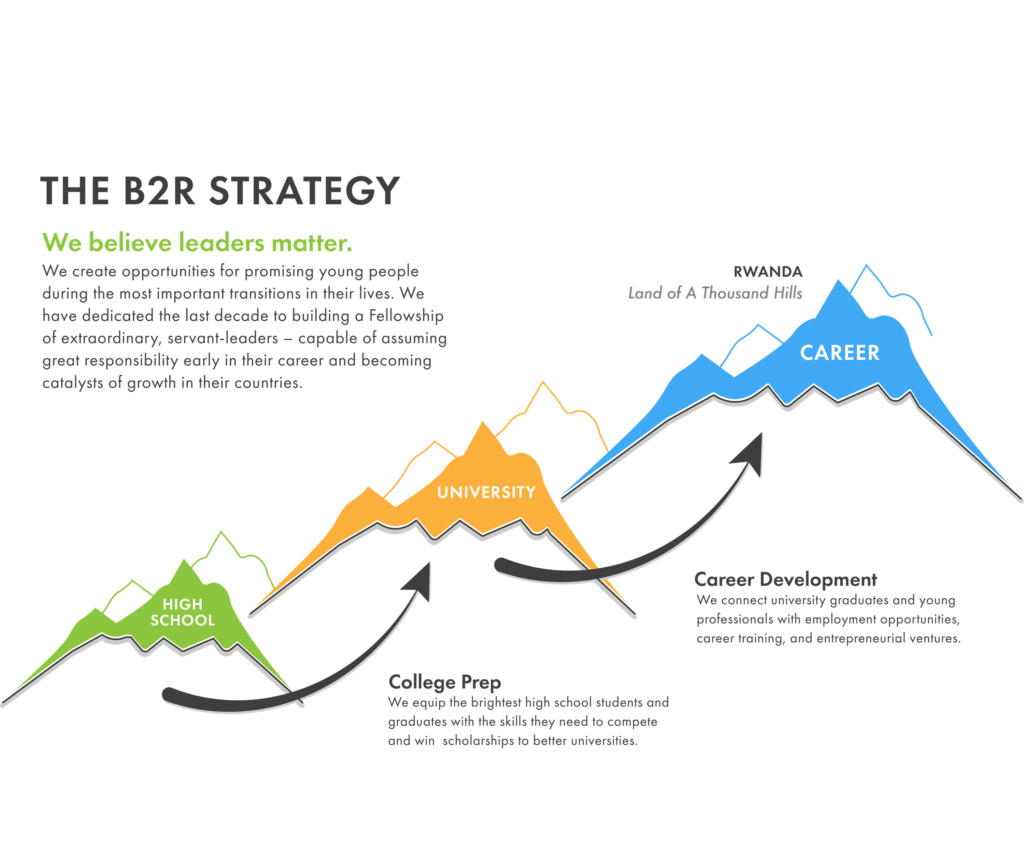 THE B2R STRATEGY
We believe leaders matter.
We create opportunities for promising young people
during the most important transitions in their lives. We
have dedicated the last decade to building a Fellowship
of extraordinary, servant-leaders – capable of assuming
great responsibility early in their career and becoming
catalysts of growth in their countries.
RWANDA
Land of A Thousand Hills
CAREER
UNIVERSITY
HIGH
SCHOOL
Career Development
We connect university graduates and young
professionals with employment opportunities,
career training, and entrepreneurial ventures.
College Prep
We equip the brightest high school students and
graduates with the skills they need to compete
and win scholarships to better universities.